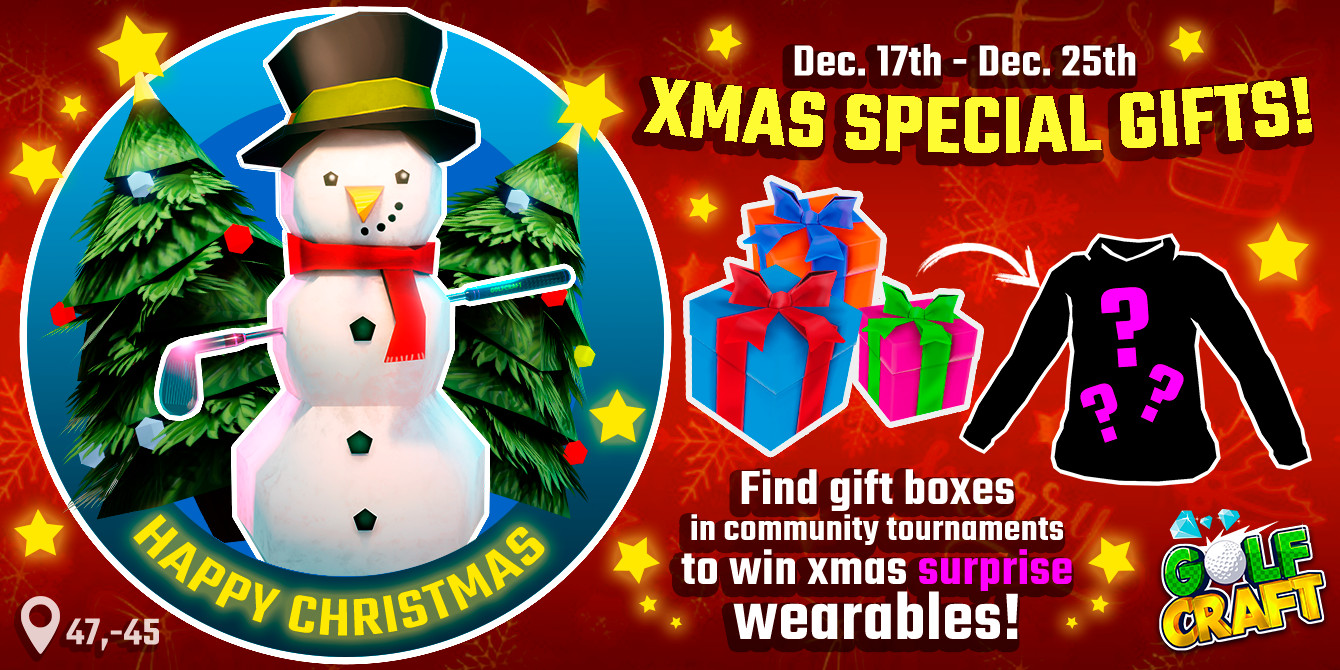 Dec. 17th - Dec. 25th
XMAS SPECIAL GIFTS!
GOLFCRAFT
? ? ?
Find gift boxes
in community tournaments
to win xmas surprise
wearables!
HAPPY CHRISTMAS
47,-45
GOLF
CRAFT